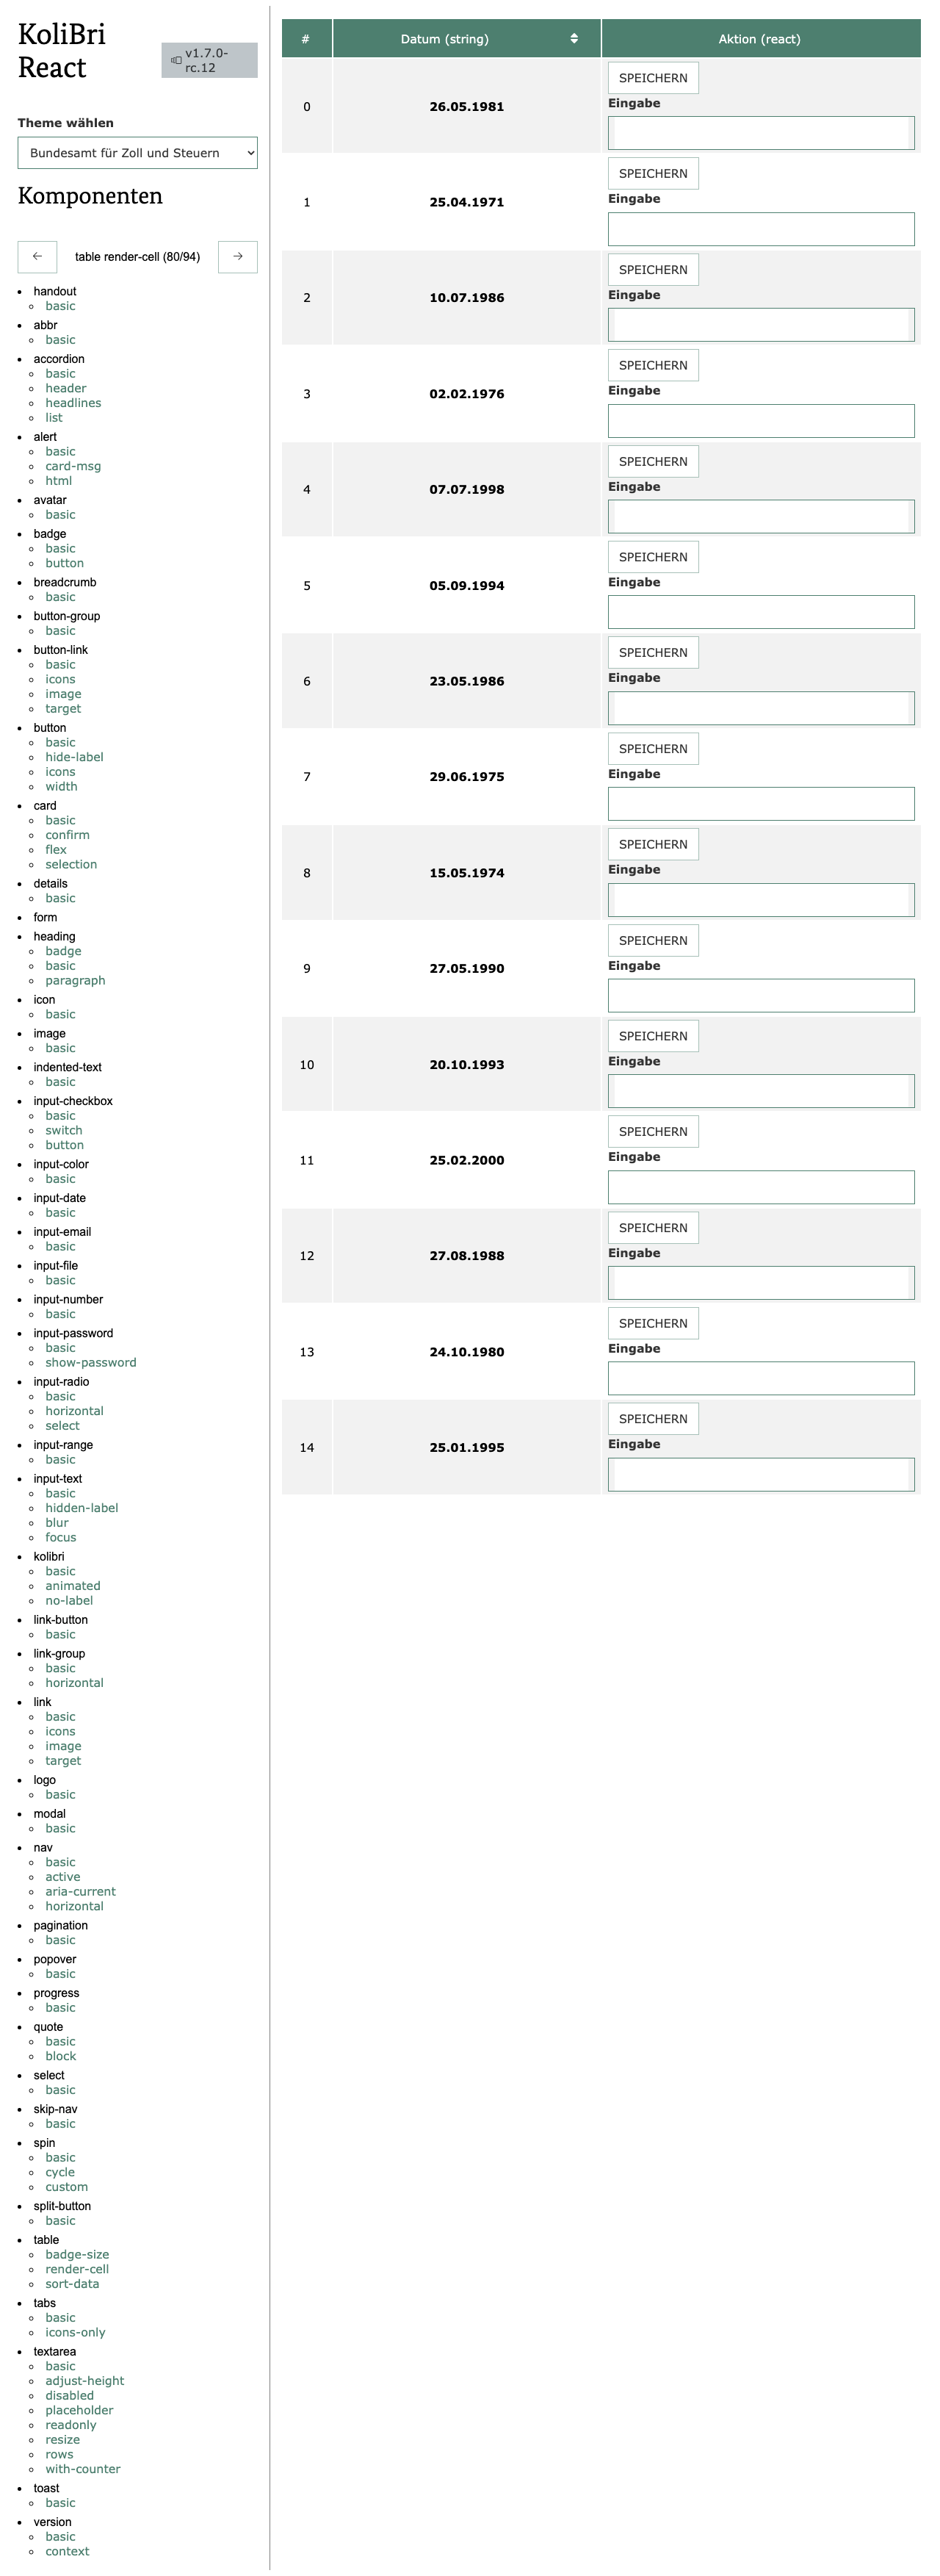 KoliBri
React
v1.7.0-
rc.12
Theme wählen
Bundesamt für Zoll und Steuern
Komponenten
← table render-cell (80/94) →
handout
basic
abbr
basic
accordion
basic
header
headlines
list
alert
basic
card-msg
html
avatar
basic
badge
basic
button
breadcrumb
basic
button-group
basic
button-link
basic
icons
image
target
button
basic
hide-label
icons
width
card
basic
confirm
flex
selection
details
basic
form
heading
badge
basic
paragraph
icon
basic
image
basic
indented-text
basic
input-checkbox
basic
switch
button
input-color
basic
input-date
basic
input-email
basic
input-file
basic
input-number
basic
input-password
basic
show-password
input-radio
basic
horizontal
select
input-range
basic
input-text
basic
hidden-label
blur
focus
kolibri
basic
animated
no-label
link-button
basic
link-group
basic
horizontal
link
basic
icons
image
target
logo
basic
modal
basic
nav
basic
active
aria-current
horizontal
pagination
basic
popover
basic
progress
basic
quote
basic
block
select
basic
skip-nav
basic
spin
basic
cycle
custom
split-button
basic
table
badge-size
render-cell
sort-data
tabs
basic
icons-only
textarea
basic
adjust-height
disabled
placeholder
readonly
resize
rows
with-counter
toast
basic
version
basic
context
# Datum (string) Aktion (react)
SPEICHERN
0 26.05.1981 Eingabe
SPEICHERN
1 25.04.1971 Eingabe
SPEICHERN
2 10.07.1986 Eingabe
SPEICHERN
3 02.02.1976 Eingabe
SPEICHERN
4 07.07.1998 Eingabe
SPEICHERN
5 05.09.1994 Eingabe
SPEICHERN
6 23.05.1986 Eingabe
SPEICHERN
7 29.06.1975 Eingabe
SPEICHERN
8 15.05.1974 Eingabe
SPEICHERN
9 27.05.1990 Eingabe
SPEICHERN
10 20.10.1993 Eingabe
SPEICHERN
11 25.02.2000 Eingabe
SPEICHERN
12 27.08.1988 Eingabe
SPEICHERN
13 24.10.1980 Eingabe
SPEICHERN
14 25.01.1995 Eingabe